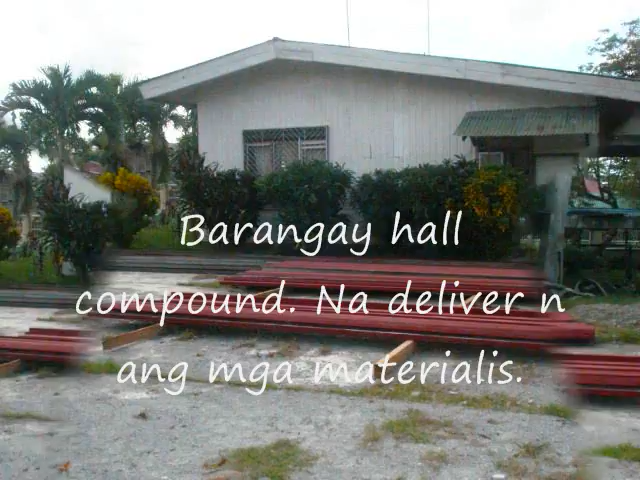 Barangay hall
compound. Na deliver n
ang mga materialis.